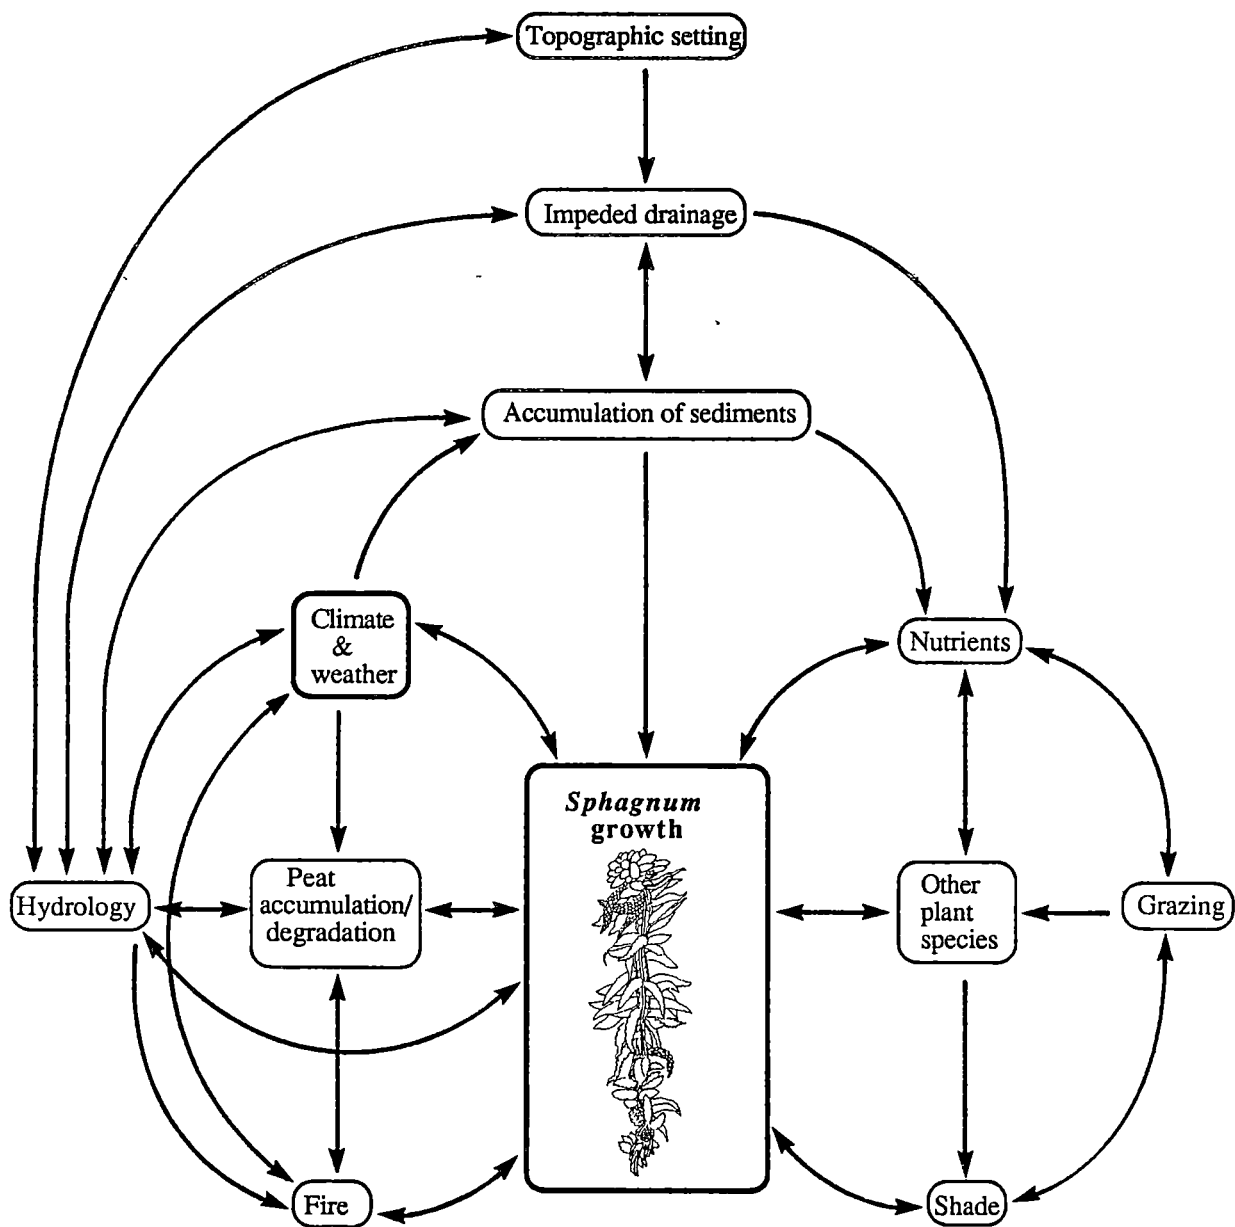 Topographic setting
Impeded drainage
Accumulation of sediments
Climate
&
weather
Nutrients
Sphagnum
growth
Hydrology
Peat
accumulation/
degradation
Other
plant
species
Grazing
Fire
Shade